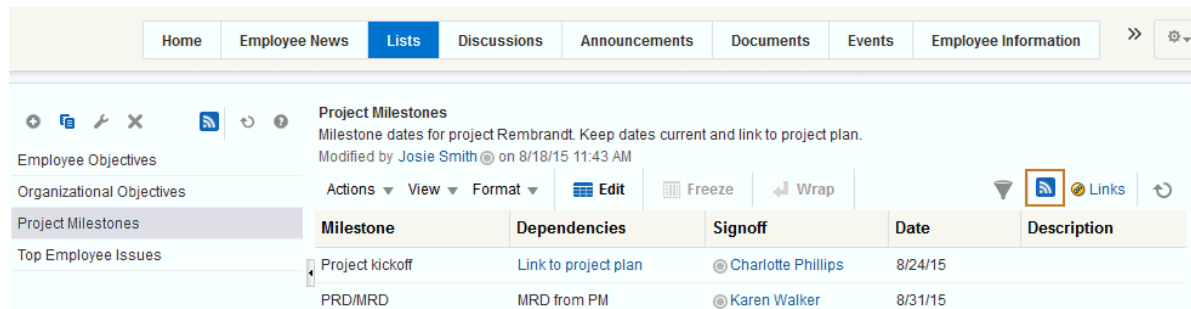 Home Employee News Lists Discussions Announcements Documents Events Employee Information »
Project Milestones
Milestone dates for project Rembrandt. Keep dates current and link to project plan.
Modified by Josie Smith on 8/18/15 11:43 AM
Employee Objectives
Organizational Objectives
Project Milestones
Top Employee Issues
Actions View Format Edit Freeze Wrap Links
Milestone Dependencies Signoff Date Description
Project kickoff Link to project plan Charlotte Phillips 8/24/15
PRD/MRD MRD from PM Karen Walker 8/31/15